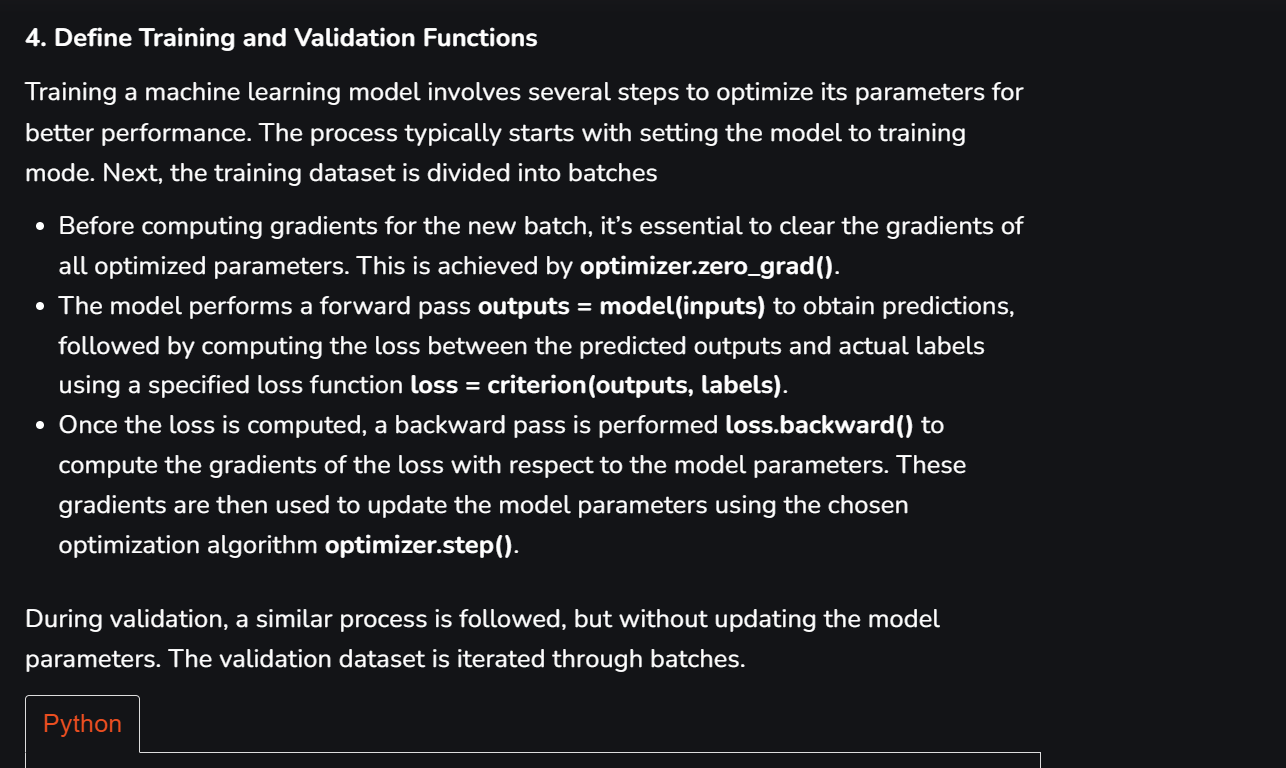 4. Define Training and Validation Functions
Training a machine learning model involves several steps to optimize its parameters for
better performance. The process typically starts with setting the model to training
mode. Next, the training dataset is divided into batches
• Before computing gradients for the new batch, it’s essential to clear the gradients of
all optimized parameters. This is achieved by optimizer.zero_grad().
• The model performs a forward pass outputs = model(inputs) to obtain predictions,
followed by computing the loss between the predicted outputs and actual labels
using a specified loss function loss = criterion(outputs, labels).
• Once the loss is computed, a backward pass is performed loss.backward() to
compute the gradients of the loss with respect to the model parameters. These
gradients are then used to update the model parameters using the chosen
optimization algorithm optimizer.step().
During validation, a similar process is followed, but without updating the model
parameters. The validation dataset is iterated through batches.
Python